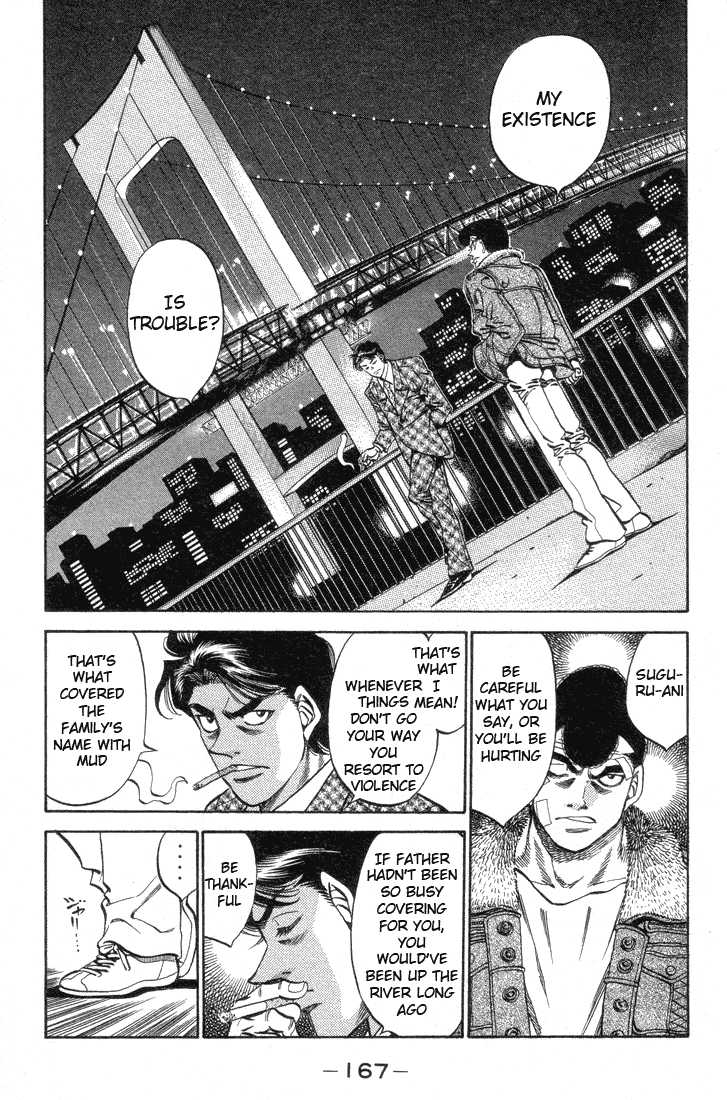 MY
EXISTENCE
IS
TROUBLE?
SUGU-
RU-ANI
BE
CAREFUL
WHAT YOU
SAY, OR
YOU'LL BE
HURTING
THAT'S
WHAT
WHENEVER I
THINGS MEAN!
DON'T GO
YOUR WAY
YOU
RESORT TO
VIOLENCE
THAT'S
WHAT
COVERED
THE
FAMILY'S
NAME WITH
MUD
IF FATHER
HADN'T BEEN
SO BUSY
COVERING
FOR YOU,
YOU
WOULD'VE
BEEN UP THE
RIVER LONG
AGO
BE
THANK-
FUL
...
ジャリ
-167-